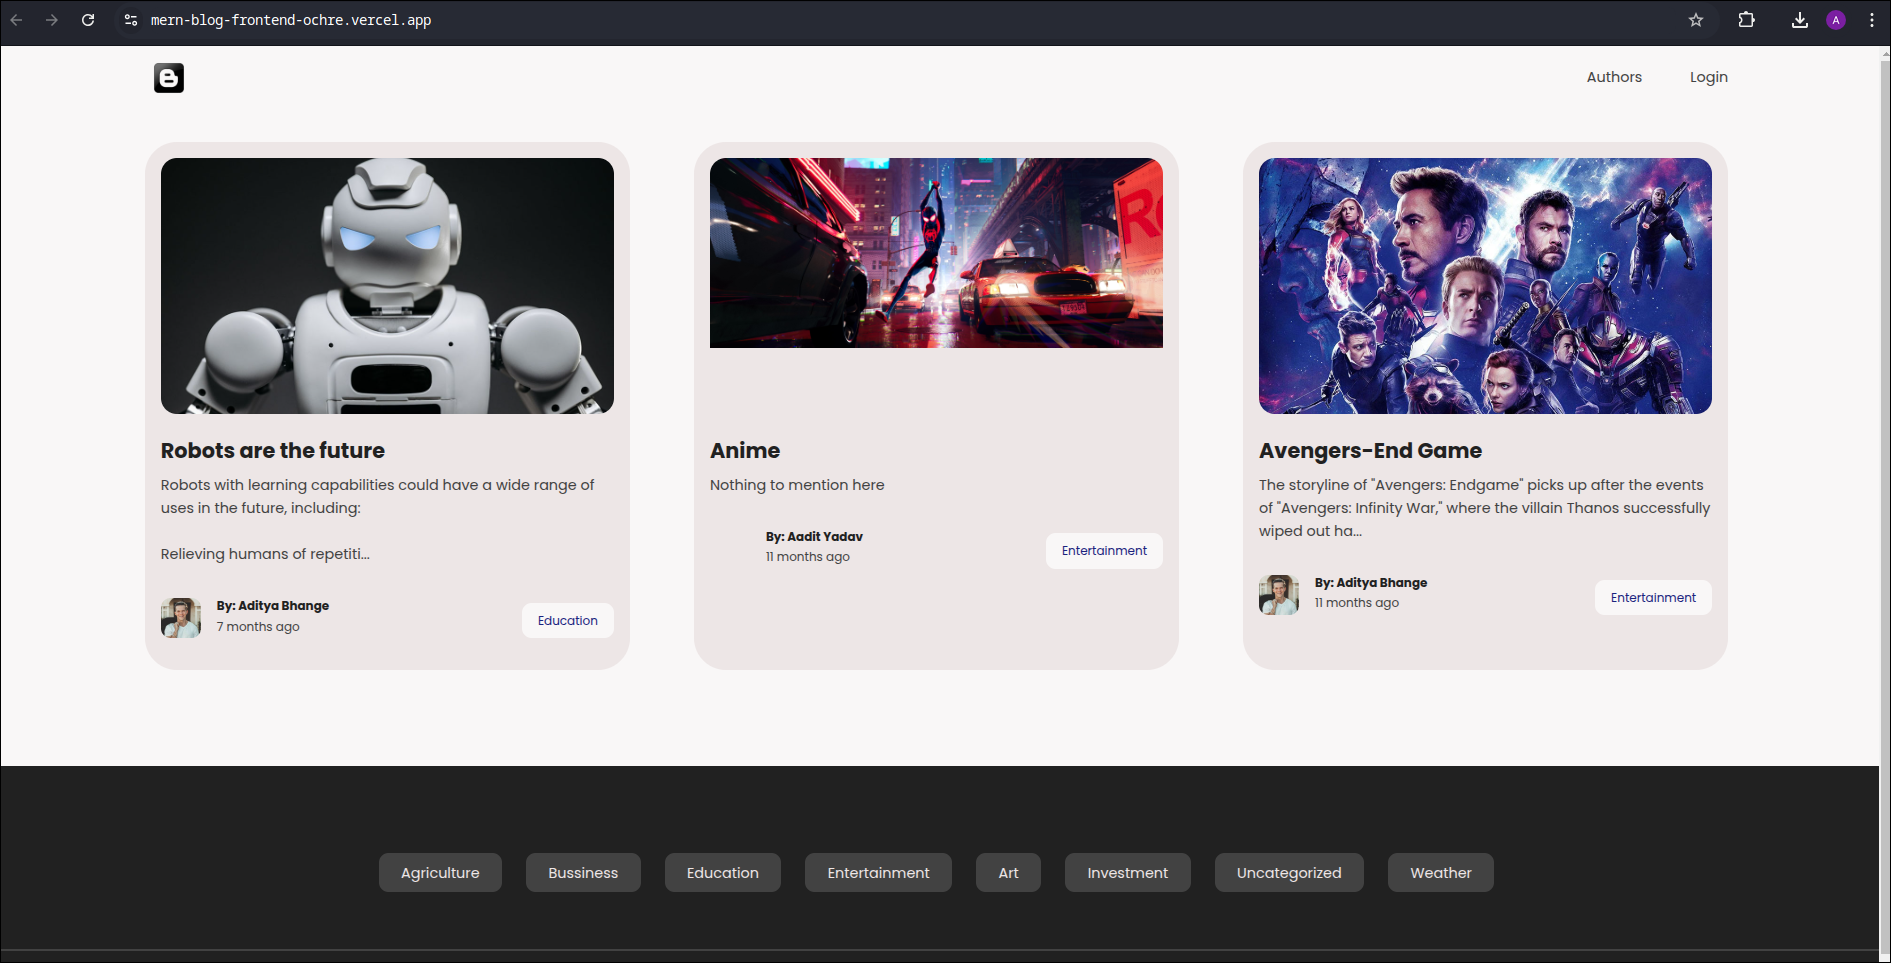 mern-blog-frontend-ochre.vercel.app
A
Authors
Login
Robots are the future
Robots with learning capabilities could have a wide range of
uses in the future, including:
Relieving humans of repetiti...
By: Aditya Bhange
7 months ago
Education
Anime
Nothing to mention here
By: Aadit Yadav
11 months ago
Entertainment
Avengers-End Game
The storyline of "Avengers: Endgame" picks up after the events
of "Avengers: Infinity War," where the villain Thanos successfully
wiped out ha...
By: Aditya Bhange
11 months ago
Entertainment
Agriculture
Bussiness
Education
Entertainment
Art
Investment
Uncategorized
Weather